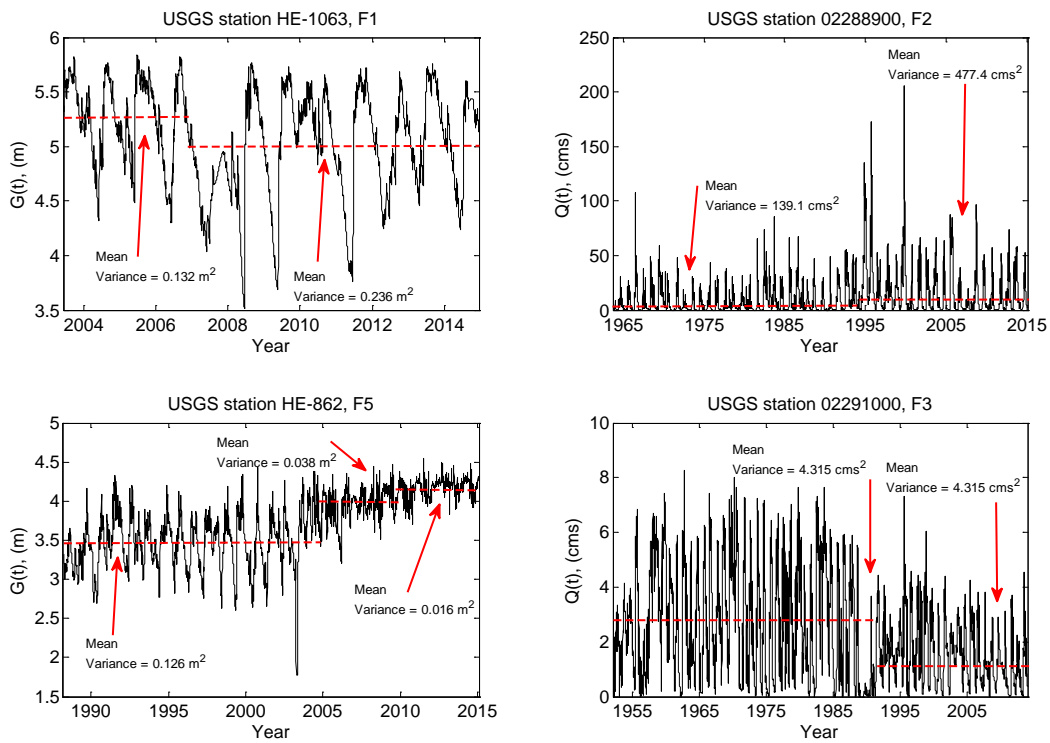 USGS station HE-1063, F1
G(t), (m)
6
5.5
5
4.5
4
3.5
Mean
Variance = 0.132 m²
Mean
Variance = 0.236 m²
2004 2006 2008 2010 2012 2014
Year
USGS station 02288900, F2
Q(t), (cms)
250
200
150
100
50
0
Mean
Variance = 477.4 cms²
Mean
Variance = 139.1 cms²
1965 1975 1985 1995 2005 2015
Year
USGS station HE-862, F5
G(t), (m)
5
4.5
4
3.5
3
2.5
2
1.5
Mean
Variance = 0.038 m²
Mean
Variance = 0.016 m²
Mean
Variance = 0.126 m²
1990 1995 2000 2005 2010 2015
Year
USGS station 02291000, F3
Q(t), (cms)
10
8
6
4
2
0
Mean
Variance = 4.315 cms²
Mean
Variance = 4.315 cms²
1955 1965 1975 1985 1995 2005
Year